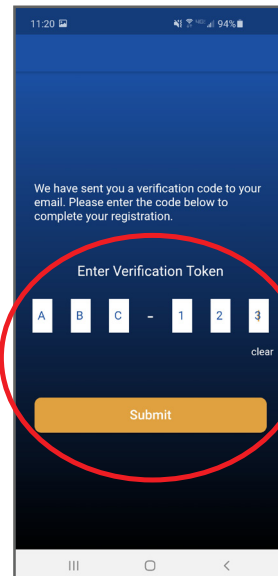 11:20 94%
We have sent you a verification code to your
email. Please enter the code below to
complete your registration.
Enter Verification Token
A B C - 1 2 3
clear
Submit